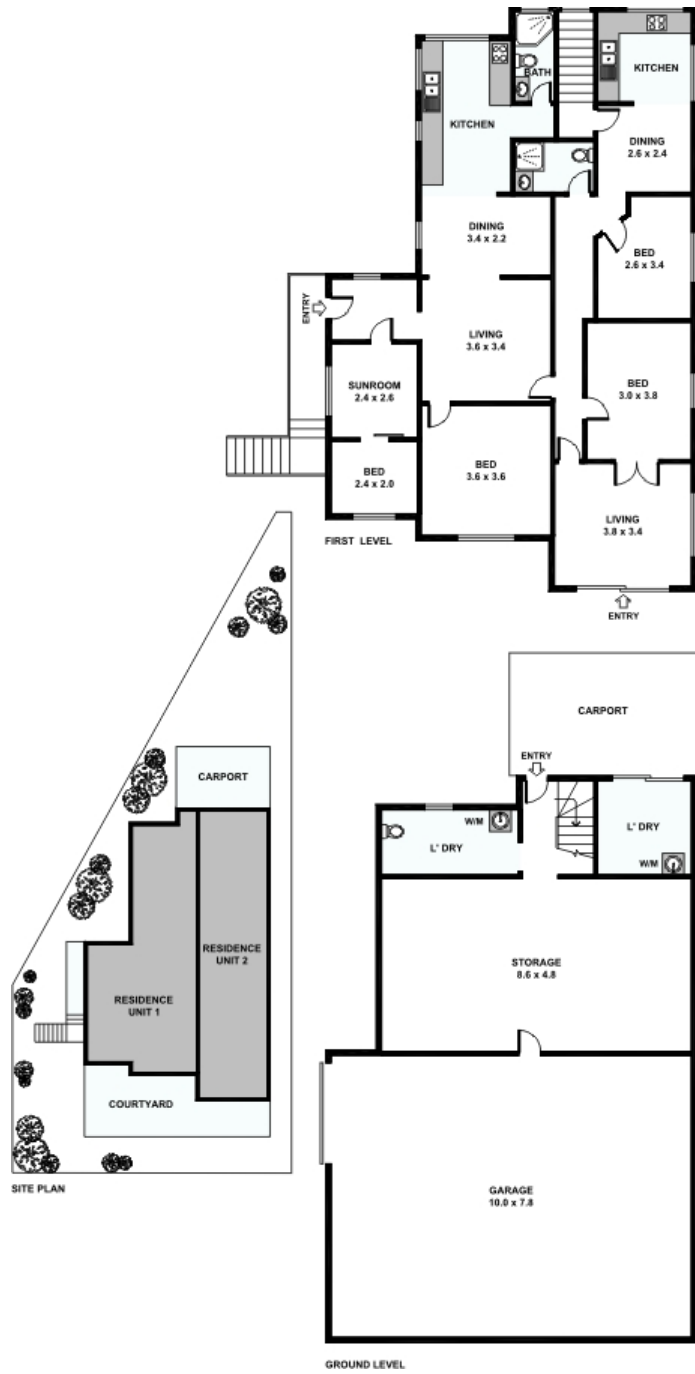 BATH
KITCHEN
KITCHEN
DINING
2.6 x 2.4
DINING
3.4 x 2.2
BED
2.6 x 3.4
ENTRY
LIVING
3.6 x 3.4
SUNROOM
2.4 x 2.6
BED
3.0 x 3.8
BED
2.4 x 2.0
BED
3.6 x 3.6
LIVING
3.8 x 3.4
FIRST LEVEL
ENTRY
CARPORT
ENTRY
CARPORT
W/M
L' DRY
L' DRY
W/M
RESIDENCE
UNIT 2
RESIDENCE
UNIT 1
STORAGE
8.6 x 4.8
COURTYARD
SITE PLAN
GARAGE
10.0 x 7.8
GROUND LEVEL